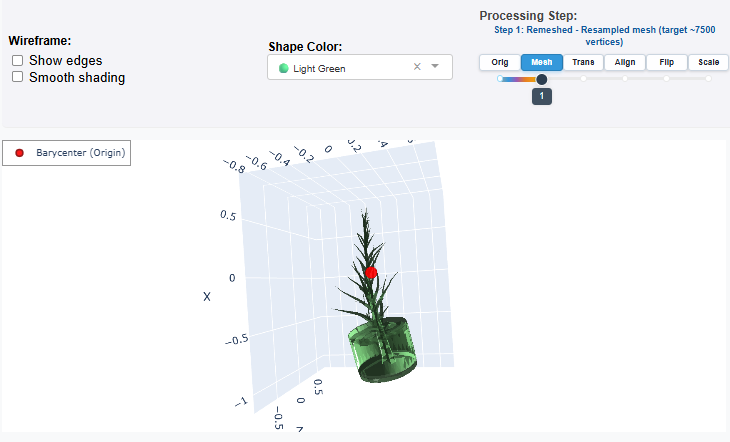 Processing Step:
Step 1: Remeshed - Resampled mesh (target ~7500
vertices)
Wireframe:
Show edges
Smooth shading
Shape Color:
Light Green
Orig Mesh Trans Align Flip Scale
1
Barycenter (Origin)
−0.8 −0.6 −0.4 −0.2 0 0.2
0.5
0
−0.5
−1
X
0.5
0
−0.5